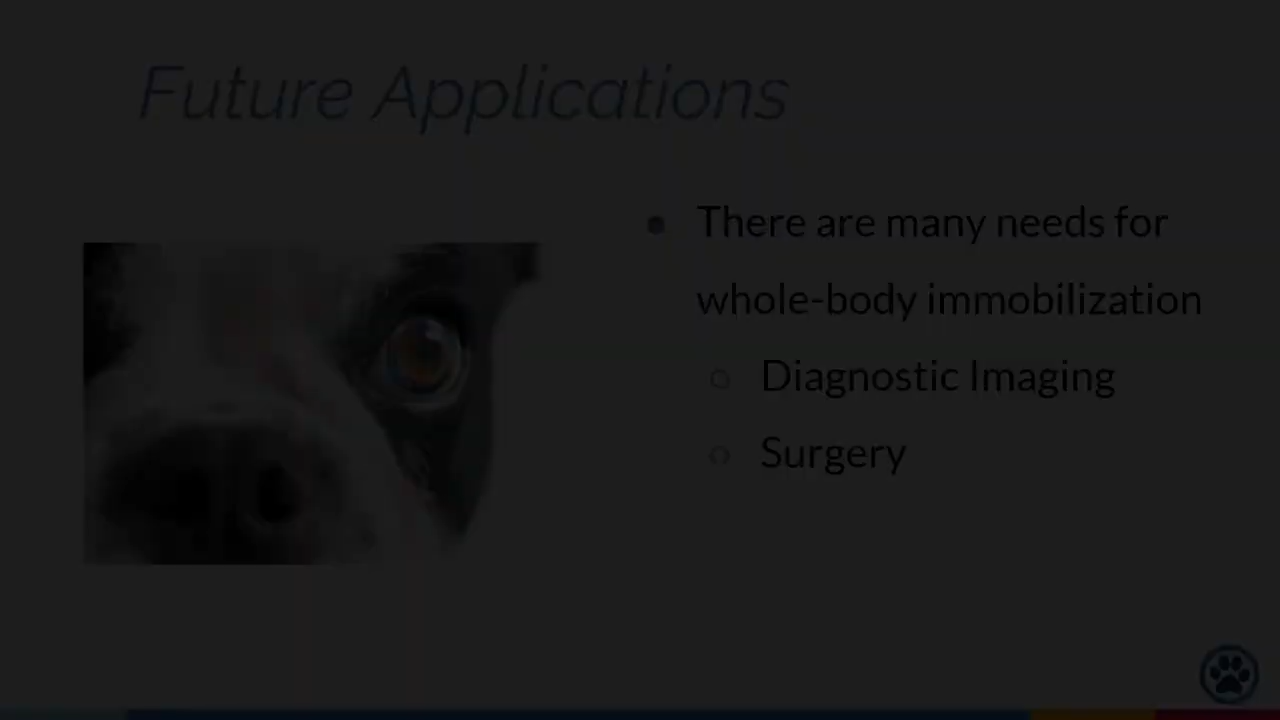 Future Applications
There are many needs for
whole-body immobilization
Diagnostic Imaging
Surgery